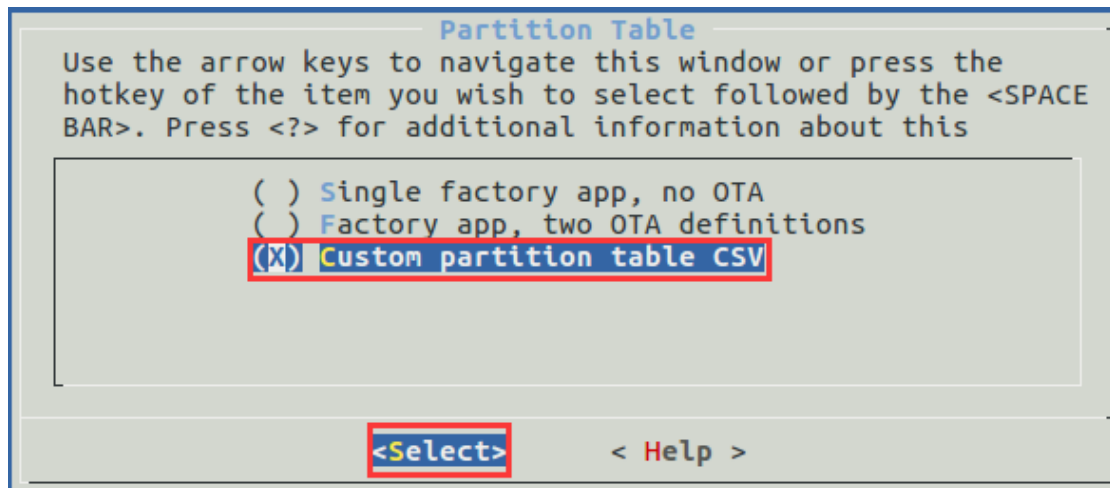 Partition Table
Use the arrow keys to navigate this window or press the
hotkey of the item you wish to select followed by the <SPACE
BAR>. Press <?> for additional information about this
( ) Single factory app, no OTA
( ) Factory app, two OTA definitions
(X) Custom partition table CSV
<Select> < Help >